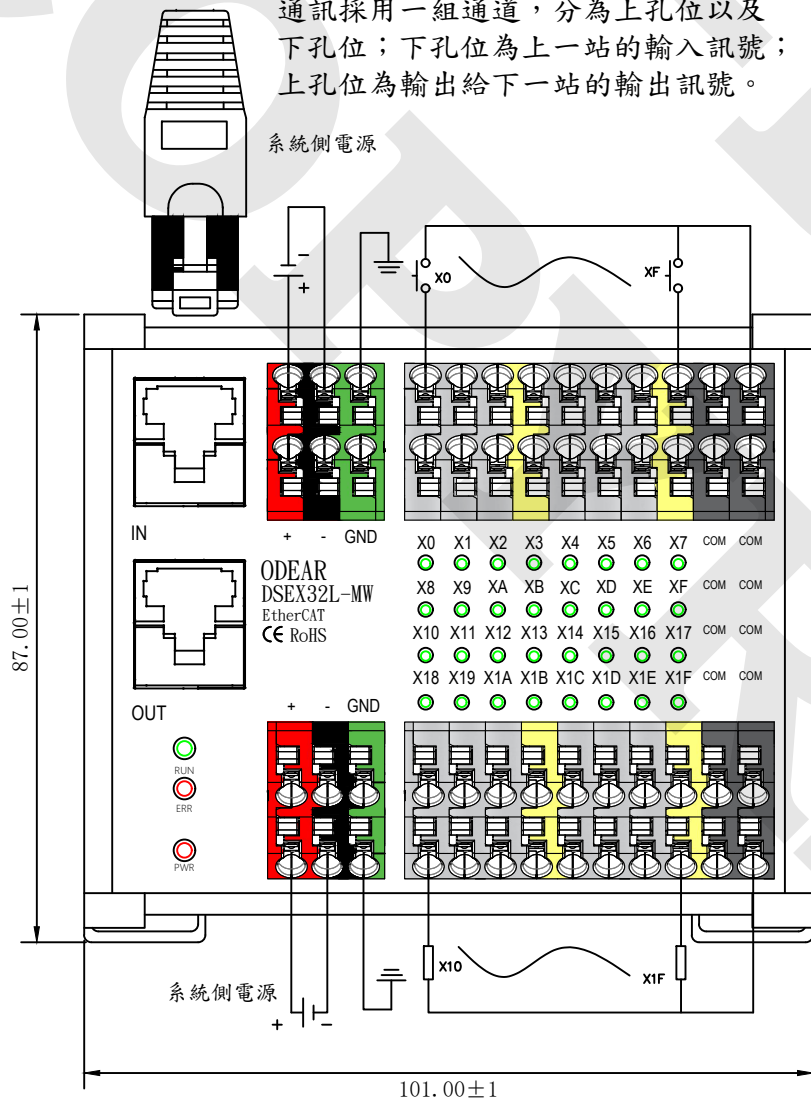 通訊採用一組通道，分為上孔位以及
下孔位；下孔位為上一站的輸入訊號；
上孔位為輸出給下一站的輸出訊號。
系統側電源
-
+
X0
XF
IN
+ - GND
X0 X1 X2 X3 X4 X5 X6 X7 COM COM
ODEAR
DSEX32L-MW
EtherCAT
CE RoHS
X8 X9 XA XB XC XD XE XF COM COM
X10 X11 X12 X13 X14 X15 X16 X17 COM COM
X18 X19 X1A X1B X1C X1D X1E X1F COM COM
OUT
+ - GND
RUN
ERR
PWR
87.00±1
X10
X1F
系統側電源
+ -
101.00±1